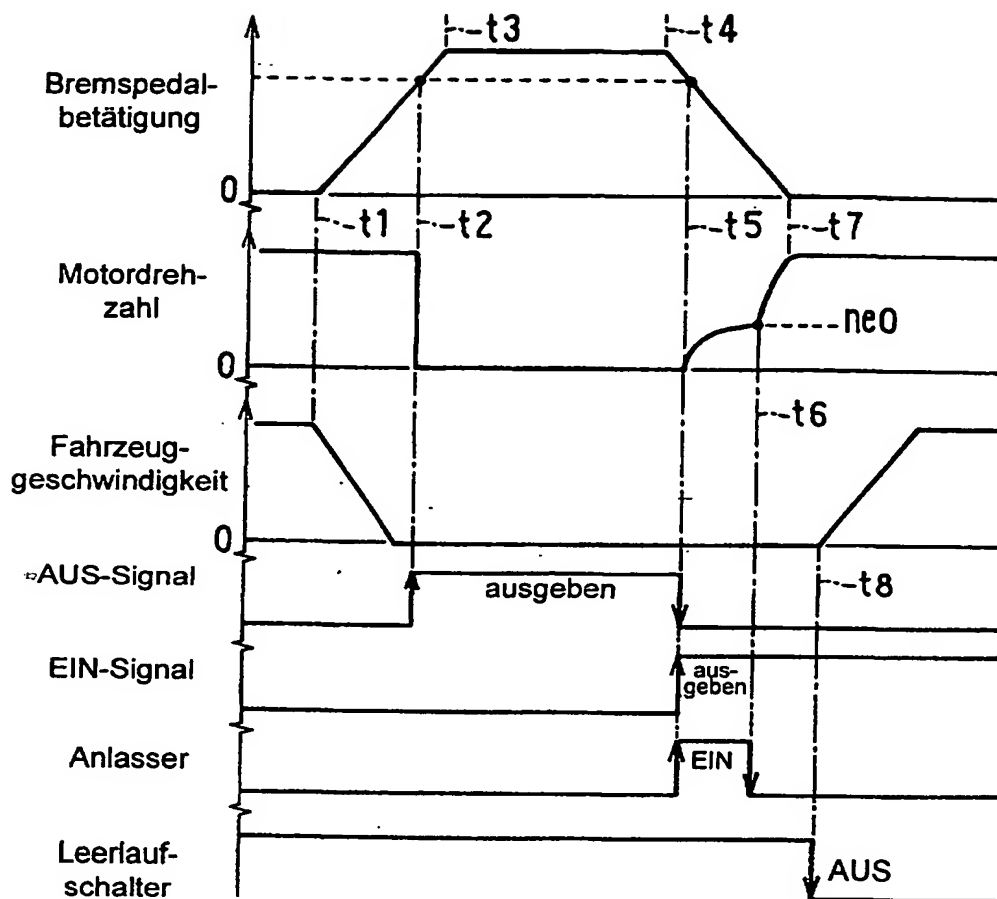 t3
t4
Bremspedal-
betätigung
0
t1
t2
t5
t7
Motordreh-
zahl
neo
0
t6
Fahrzeug-
geschwindigkeit
0
AUS-Signal
ausgeben
t8
EIN-Signal
aus-
geben
Anlasser
EIN
Leerlauf-
schalter
AUS